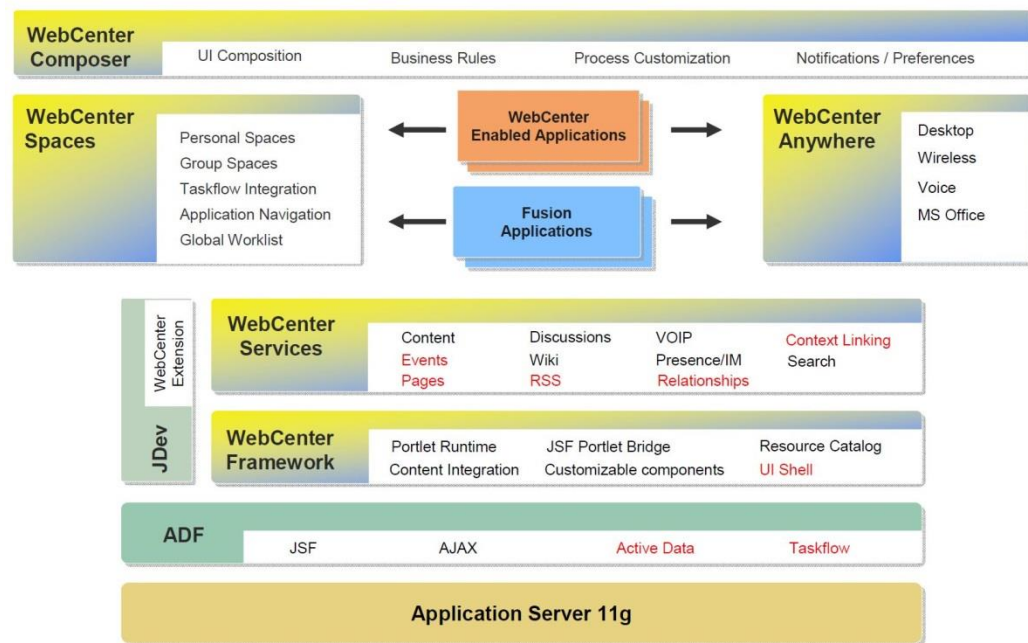 WebCenter
Composer
UI Composition Business Rules Process Customization Notifications / Preferences
WebCenter
Spaces
Personal Spaces
Group Spaces
Taskflow Integration
Application Navigation
Global Worklist
WebCenter
Enabled Applications
Fusion
Applications
WebCenter
Anywhere
Desktop
Wireless
Voice
MS Office
WebCenter
Extension
JDev
WebCenter
Services
Content Discussions VOIP Context Linking
Events Wiki Presence/IM Search
Pages RSS Relationships
WebCenter
Framework
Portlet Runtime JSF Portlet Bridge Resource Catalog
Content Integration Customizable components UI Shell
ADF
JSF AJAX Active Data Taskflow
Application Server 11g